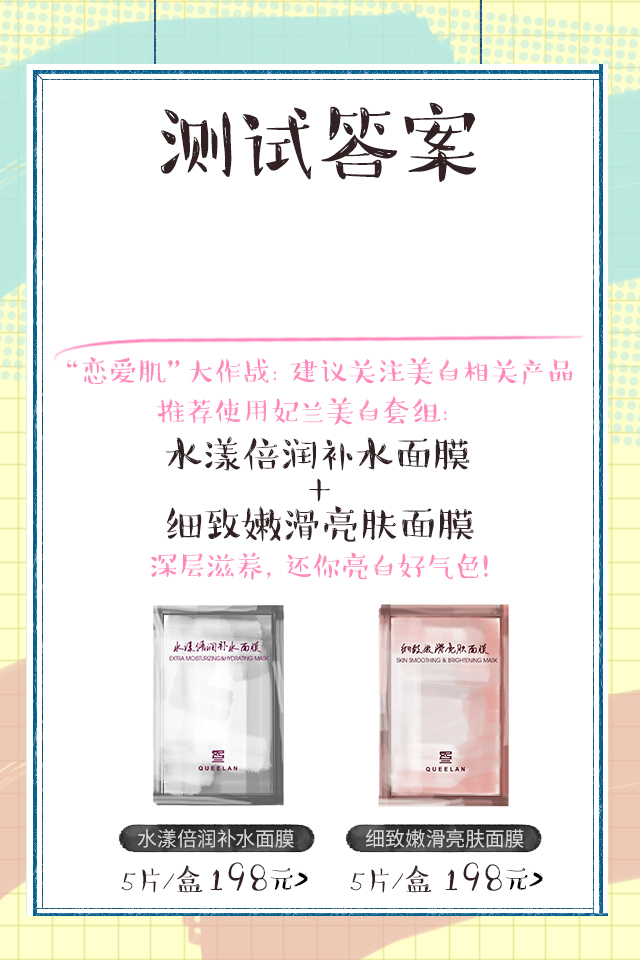 测试答案
“恋爱肌”大作战：建议关注美白相关产品
推荐使用妃兰美白套组：
水漾倍润补水面膜
+
细致嫩滑亮肤面膜
深层滋养，还你亮白好气色！
水漾倍润补水面膜
EXTRA MOISTURIZING&HYDRATING MASK
QUEELAN
细致嫩滑亮肤面膜
SKIN SMOOTHING & BRIGHTENING MASK
QUEELAN
水漾倍润补水面膜
细致嫩滑亮肤面膜
5片/盒 198元>
5片/盒 198元>